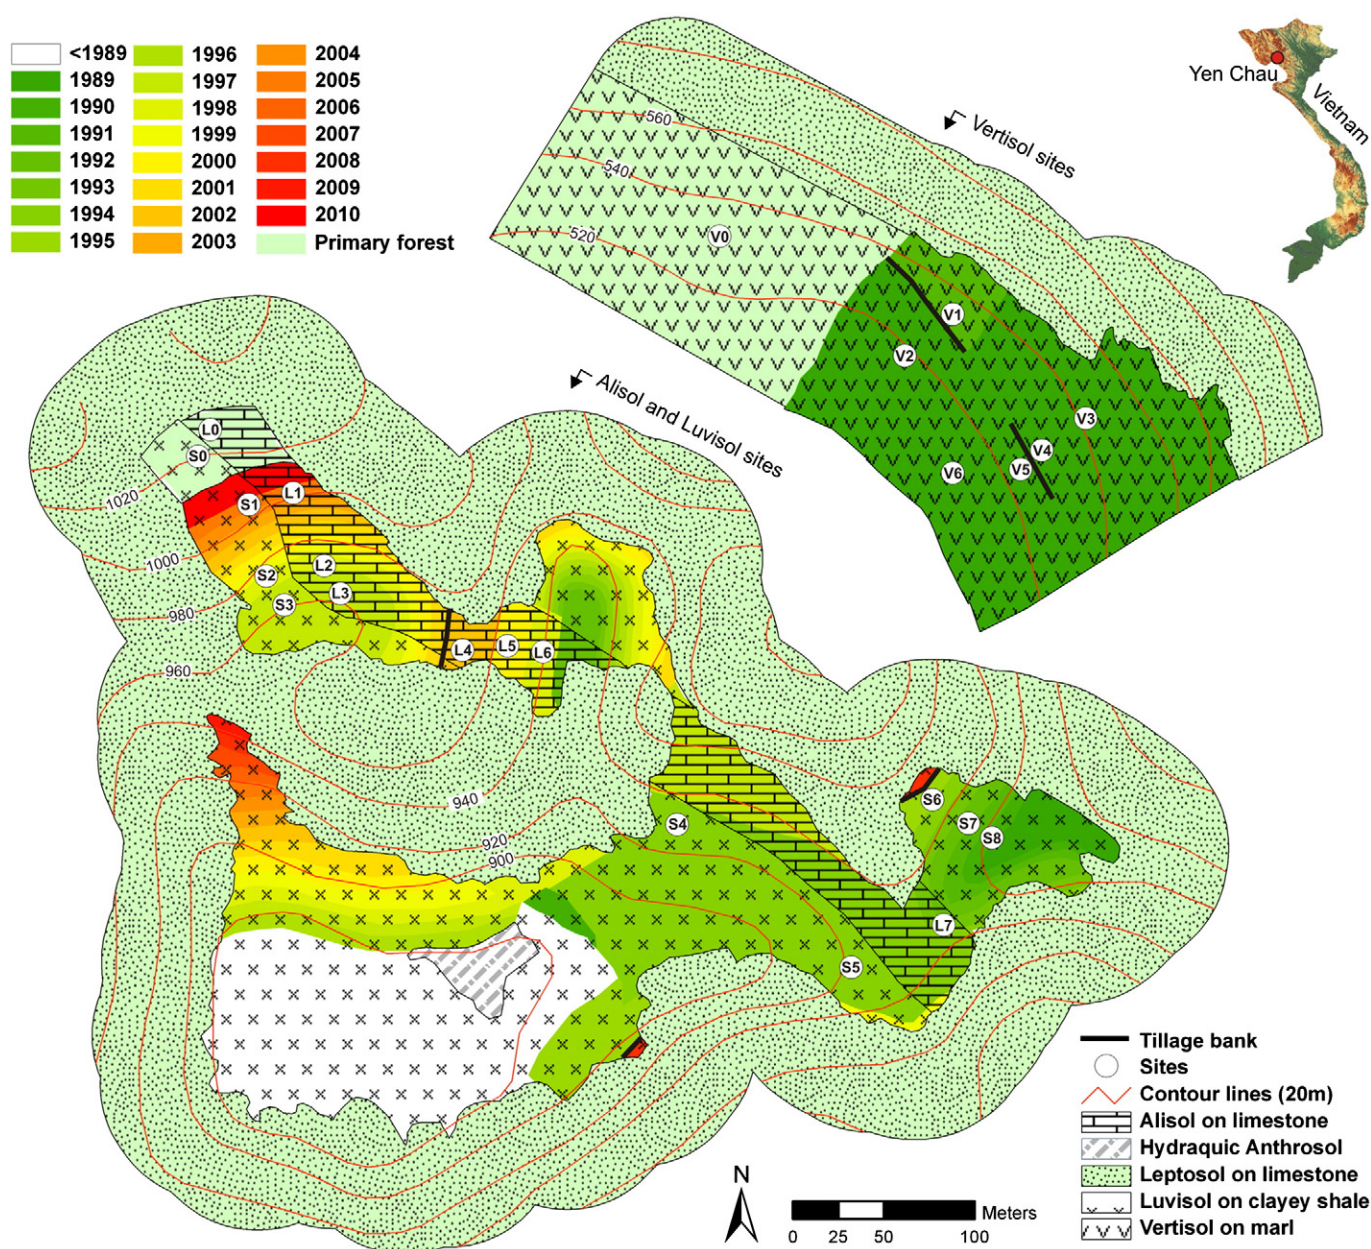 <1989
1989
1990
1991
1992
1993
1994
1995
1996
1997
1998
1999
2000
2001
2002
2003
2004
2005
2006
2007
2008
2009
2010
Primary forest
Yen Chau
Vietnam
Vertisol sites
560
540
520
V0
V1
V2
V3
V4
V5
V6
Alisol and Luvisol sites
L0
S0
1020
S1
L1
1000
L2
S2
L3
S3
980
L4
L5
L6
960
940
920
900
S4
S5
S6
S7
S8
L7
Tillage bank
Sites
Contour lines (20m)
Alisol on limestone
Hydraquic Anthrosol
Leptosol on limestone
Luvisol on clayey shale
Vertisol on marl
N
Meters
0 25 50 100